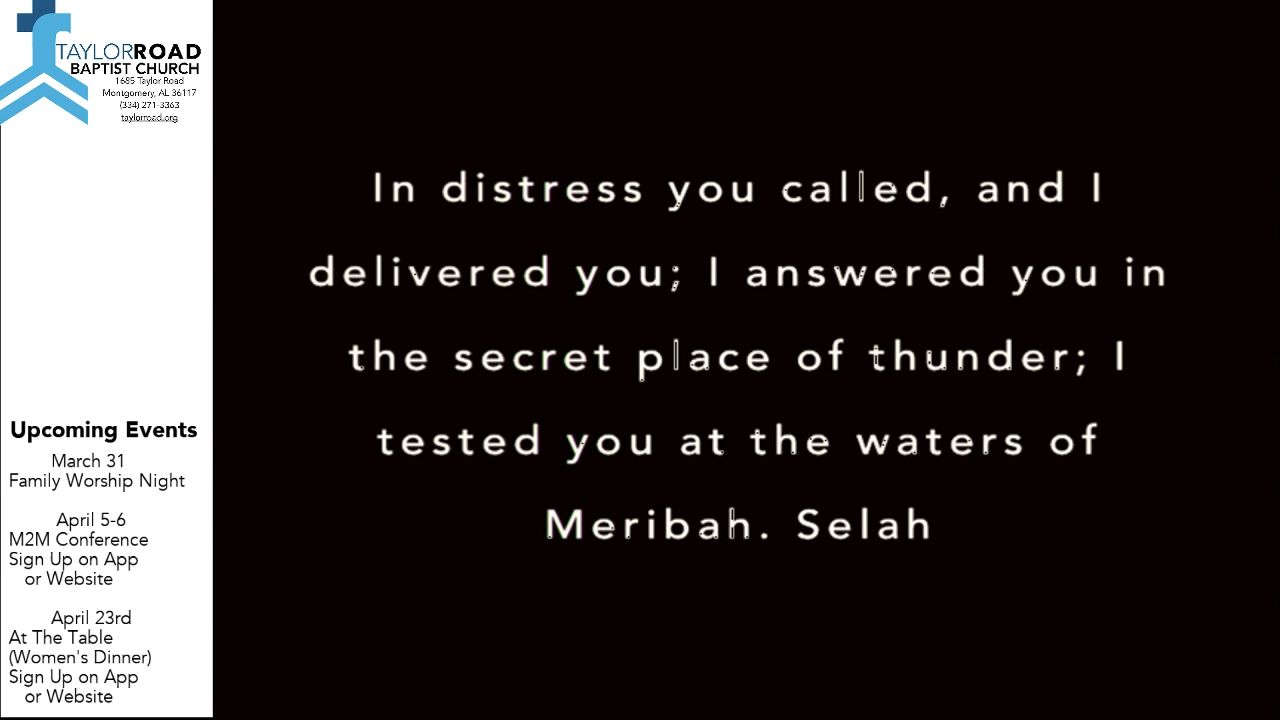 TAYLORROAD
BAPTIST CHURCH
1685 Taylor Road
Montgomery, AL 36117
(334) 271-3363
taylorroad.org
Upcoming Events
March 31
Family Worship Night
April 5-6
M2M Conference
Sign Up on App
or Website
April 23rd
At The Table
(Women's Dinner)
Sign Up on App
or Website
In distress you called, and I
delivered you; I answered you in
the secret place of thunder; I
tested you at the waters of
Meribah. Selah